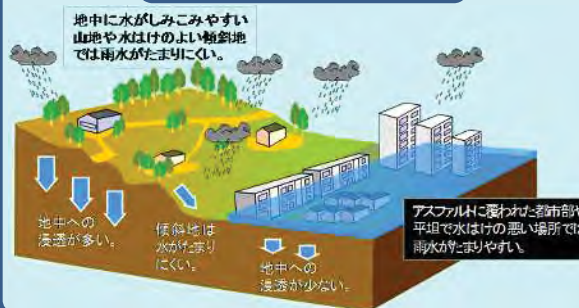 地中に水がしみこみやすい
山地や水はけのよい傾斜地
では雨水がたまりにくい。
アスファルトに覆われた都市部や
平坦で水はけの悪い場所では
雨水がたまりやすい。
地中への
浸透が多い。
傾斜地は
水がたまり
にくい。
地中への
浸透が少ない。